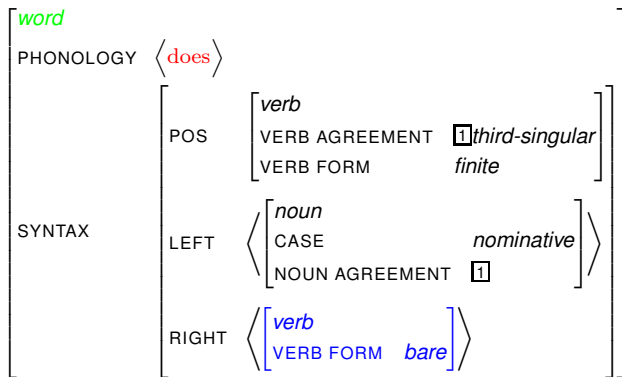 word
PHONOLOGY ⟨does⟩
verb
POS VERB AGREEMENT 1 third-singular
VERB FORM finite
noun
SYNTAX LEFT ⟨ CASE nominative ⟩
NOUN AGREEMENT 1
verb
RIGHT ⟨ VERB FORM bare ⟩